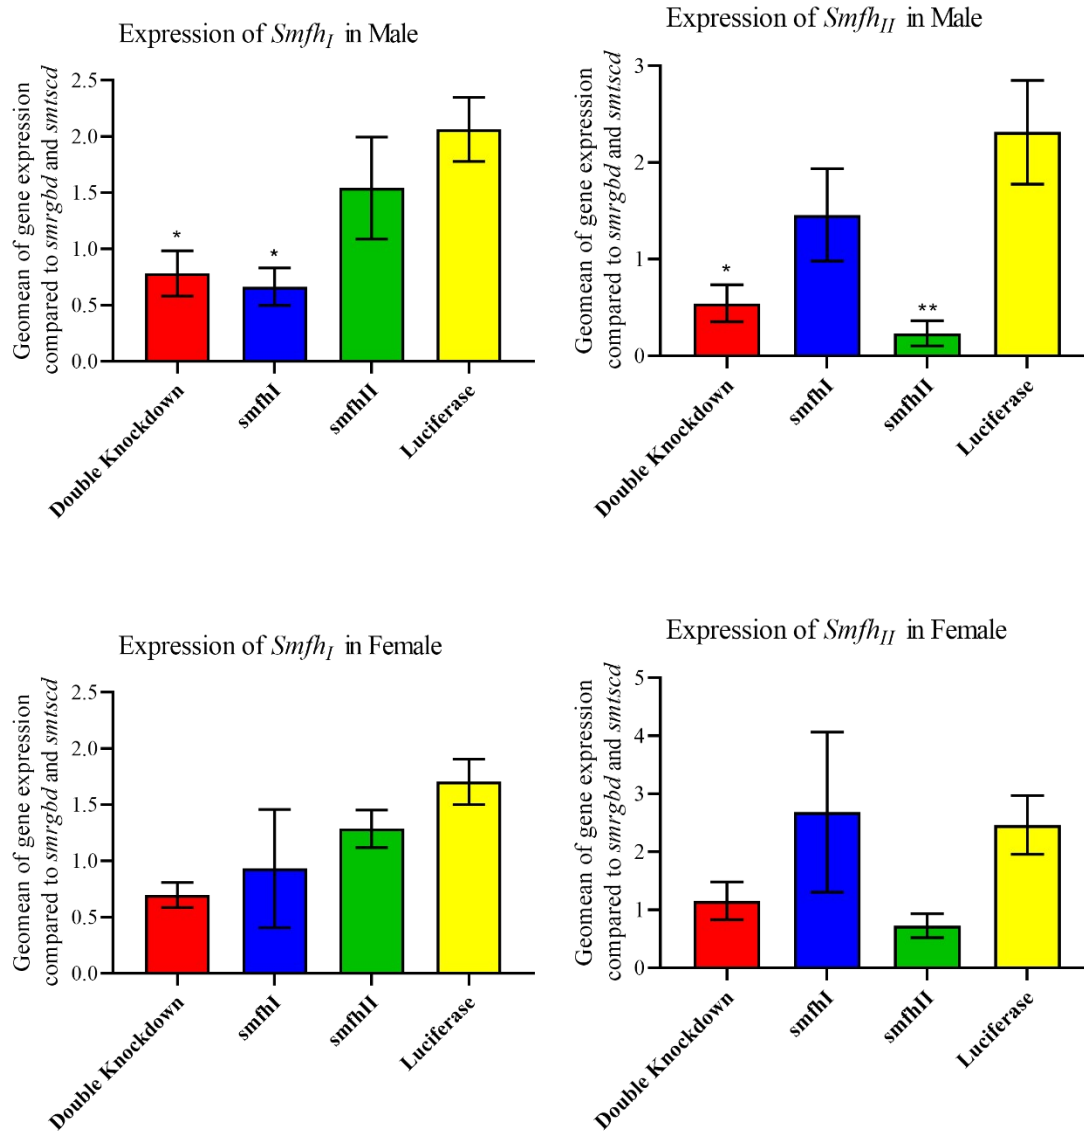 Expression of Smfh_I in Male
Geomean of gene expression
compared to smrgbd and smtscd
2.5
2.0
1.5
1.0
0.5
0.0
*
*
Double Knockdown
smfhI
smfhII
Luciferase
Expression of Smfh_II in Male
Geomean of gene expression
compared to smrgbd and smtscd
3
2
1
0
*
**
Double Knockdown
smfhI
smfhII
Luciferase
Expression of Smfh_I in Female
Geomean of gene expression
compared to smrgbd and smtscd
2.5
2.0
1.5
1.0
0.5
0.0
Double Knockdown
smfhI
smfhII
Luciferase
Expression of Smfh_II in Female
Geomean of gene expression
compared to smrgbd and smtscd
5
4
3
2
1
0
Double Knockdown
smfhI
smfhII
Luciferase